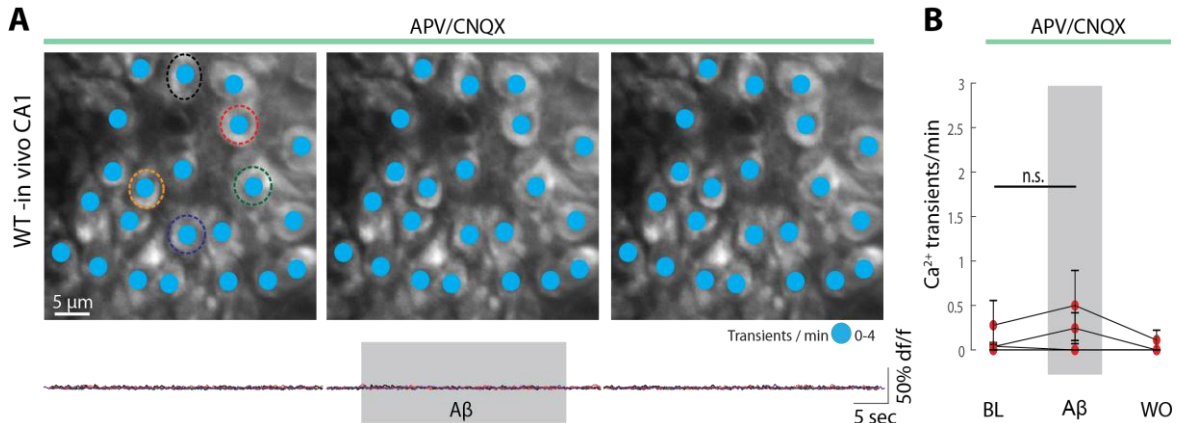 A
APV/CNQX
WT -in vivo CA1
5 µm
Transients / min 0-4
Aβ
50% df/f
5 sec
B
APV/CNQX
Ca²⁺ transients/min
3
2.5
2
1.5
1
0.5
0
n.s.
BL Aβ WO